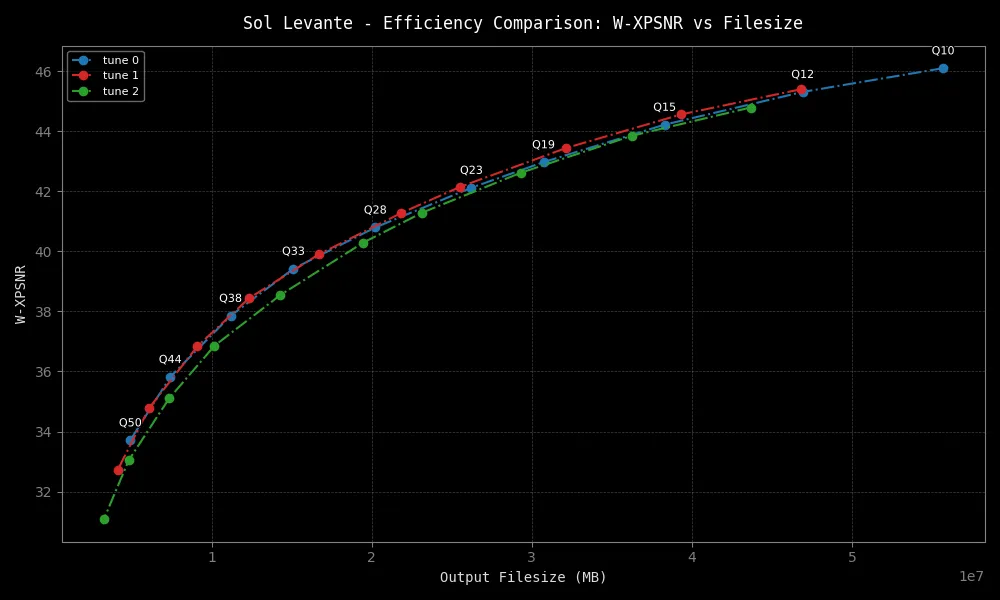 Sol Levante - Efficiency Comparison: W-XPSNR vs Filesize
tune 0
tune 1
tune 2
Q10
Q12
Q15
Q19
Q23
Q28
Q33
Q38
Q44
Q50
46
44
42
40
38
36
34
32
W-XPSNR
1 2 3 4 5
1e7
Output Filesize (MB)